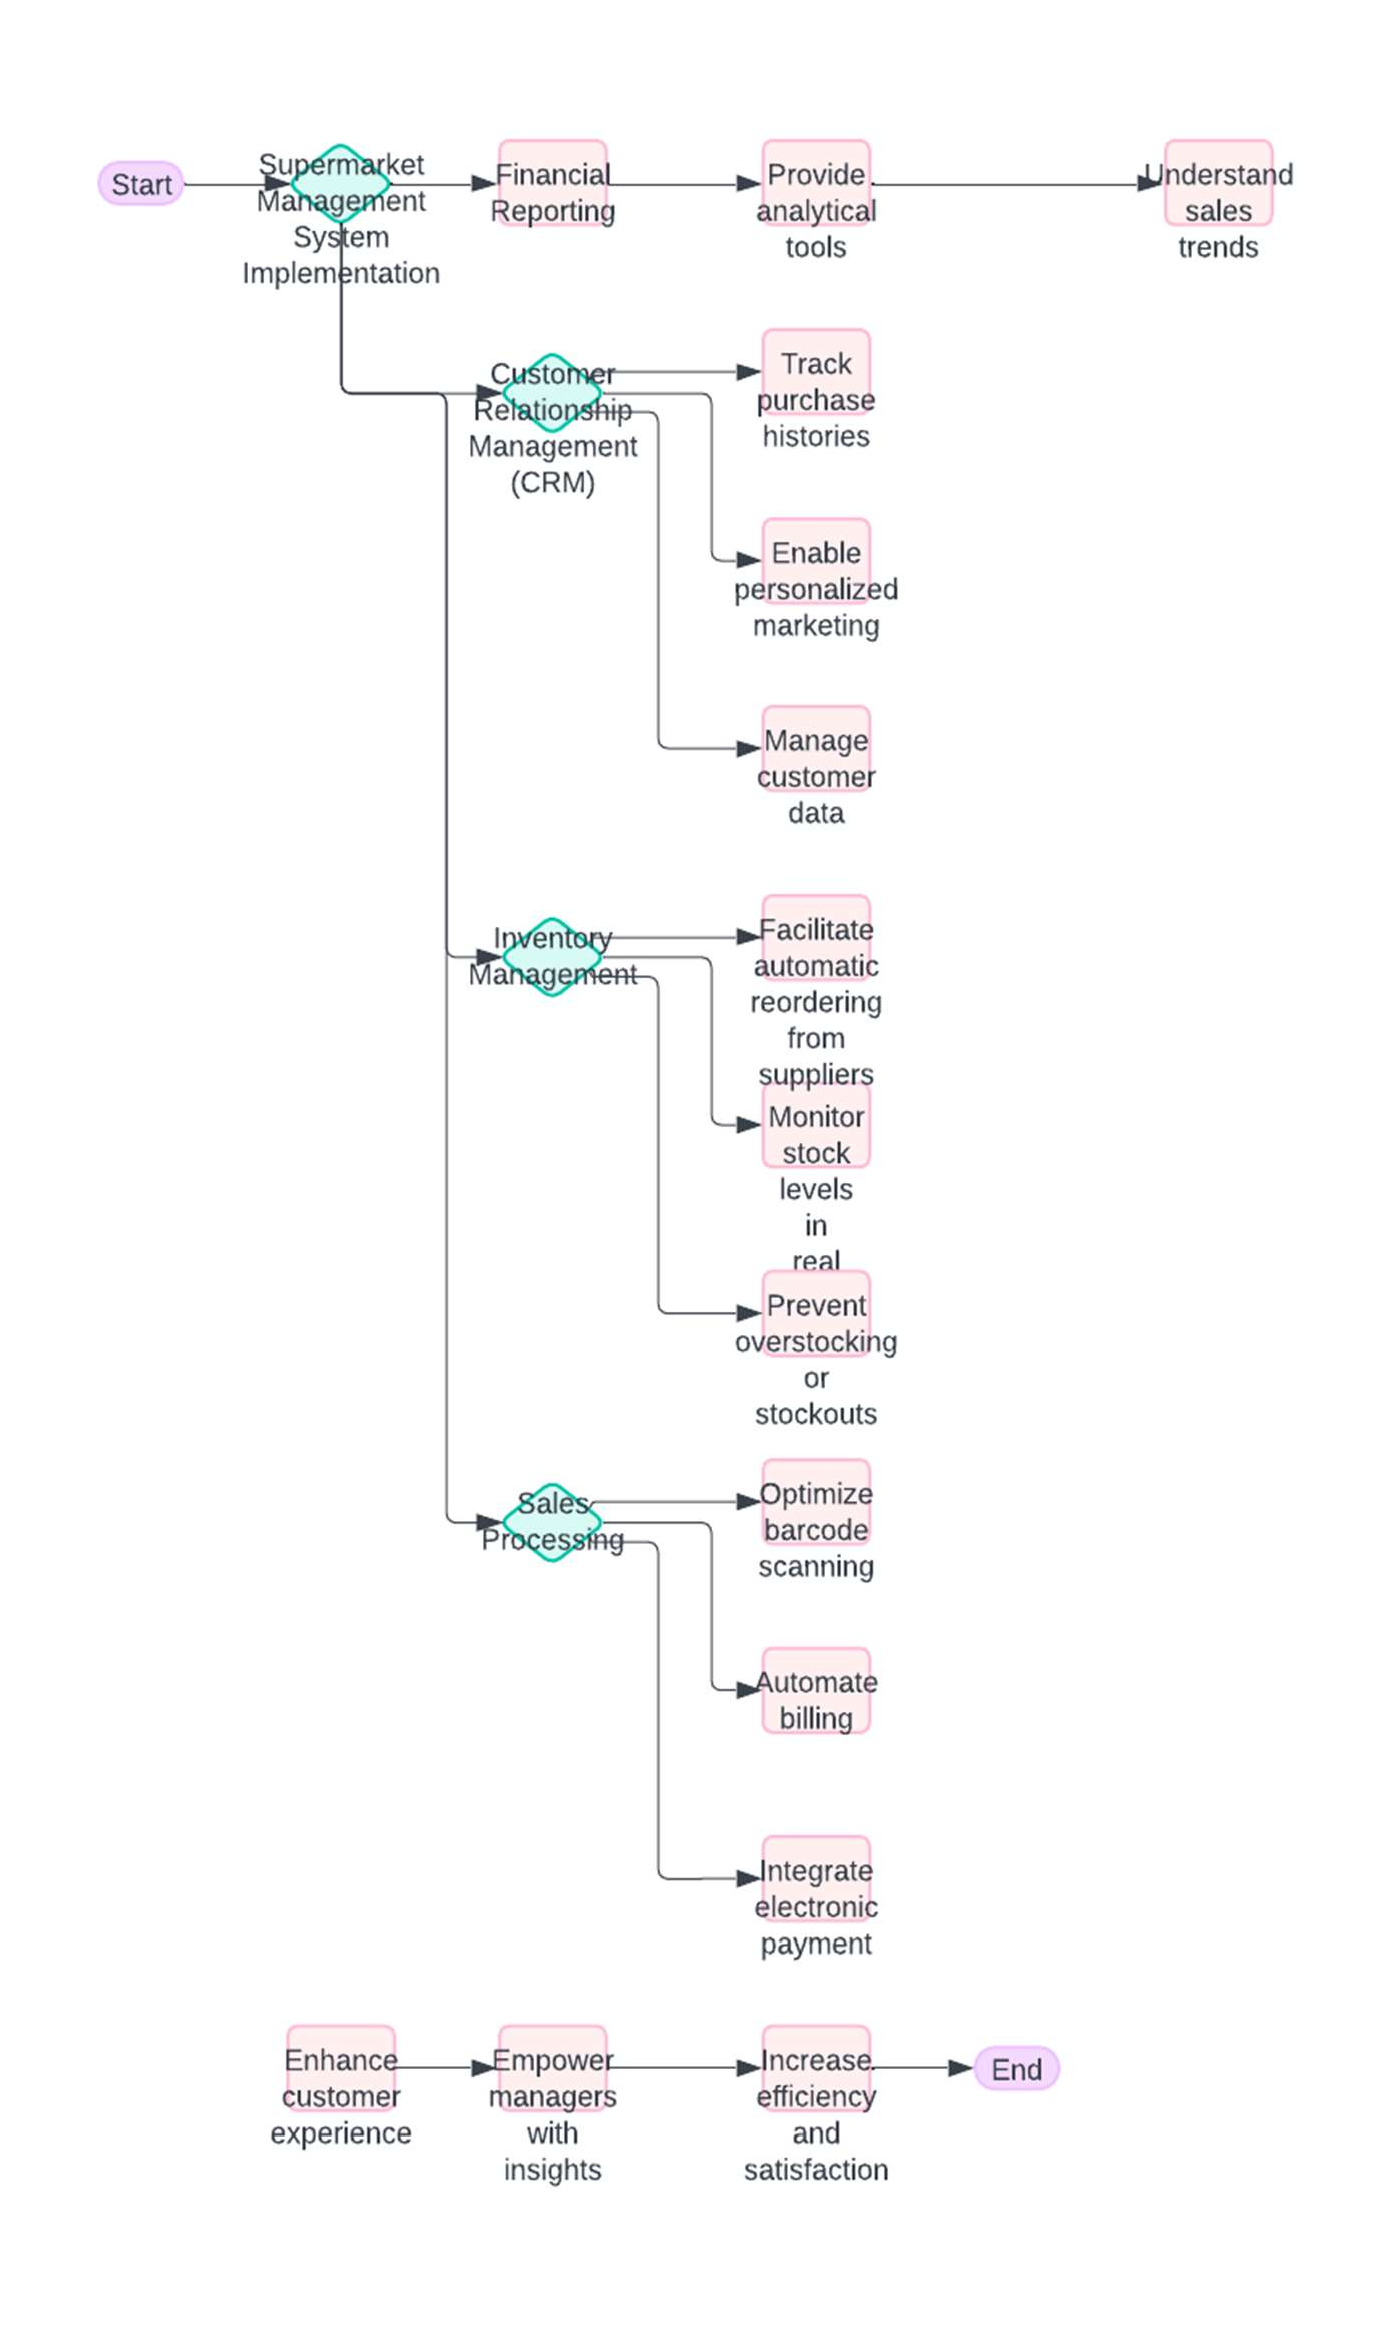 Start
Supermarket
Management
System
Implementation
Financial
Reporting
Provide
analytical
tools
Understand
sales
trends
Customer
Relationship
Management
(CRM)
Track
purchase
histories
Enable
personalized
marketing
Manage
customer
data
Inventory
Management
Facilitate
automatic
reordering
from
suppliers
Monitor
stock
levels
in
real
Prevent
overstocking
or
stockouts
Sales
Processing
Optimize
barcode
scanning
Automate
billing
Integrate
electronic
payment
Enhance
customer
experience
Empower
managers
with
insights
Increase
efficiency
and
satisfaction
End